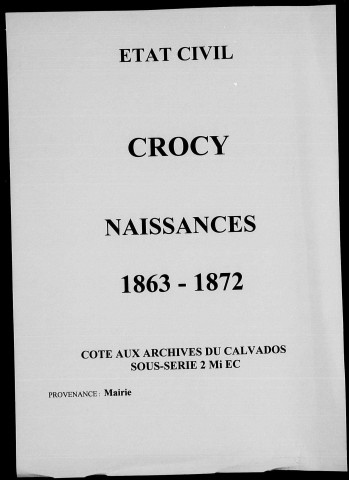 ETAT CIVIL
CROCY
NAISSANCES
1863 - 1872
COTE AUX ARCHIVES DU CALVADOS
SOUS-SERIE 2 Mi EC
PROVENANCE : Mairie